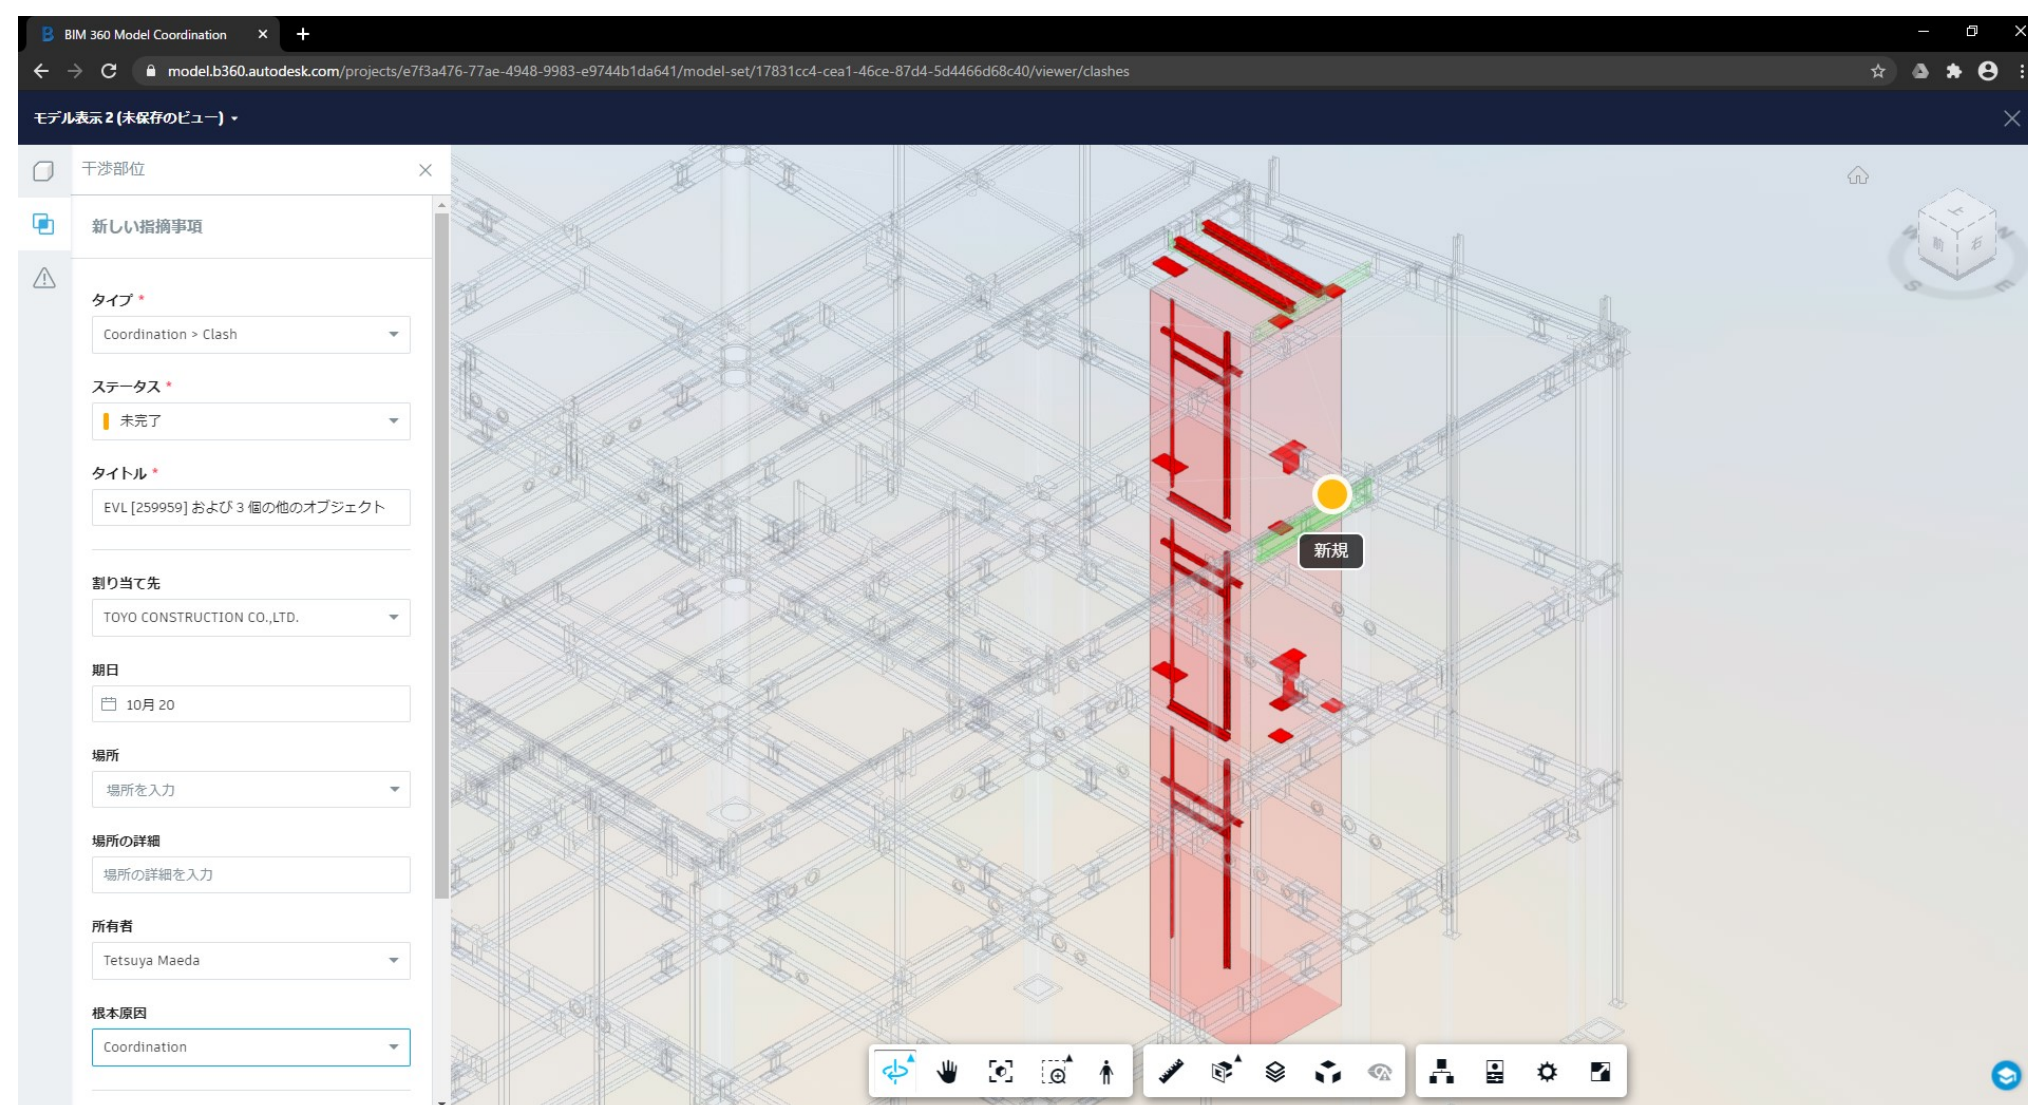 BIM 360 Model Coordination
model.b360.autodesk.com/projects/e7f3a476-77ae-4948-9983-e9744b1da641/model-set/17831cc4-cea1-46ce-87d4-5d4466d68c40/viewer/clashes
モデル表示 2 (未保存のビュー)
干渉部位
新しい指摘事項
タイプ *
Coordination > Clash
ステータス *
未完了
タイトル *
EVL [259959] および 3 個の他のオブジェクト
割り当て先
TOYO CONSTRUCTION CO.,LTD.
期日
10月 20
場所
場所を入力
場所の詳細
場所の詳細を入力
所有者
Tetsuya Maeda
根本原因
Coordination
新規
上
前
右
S
E